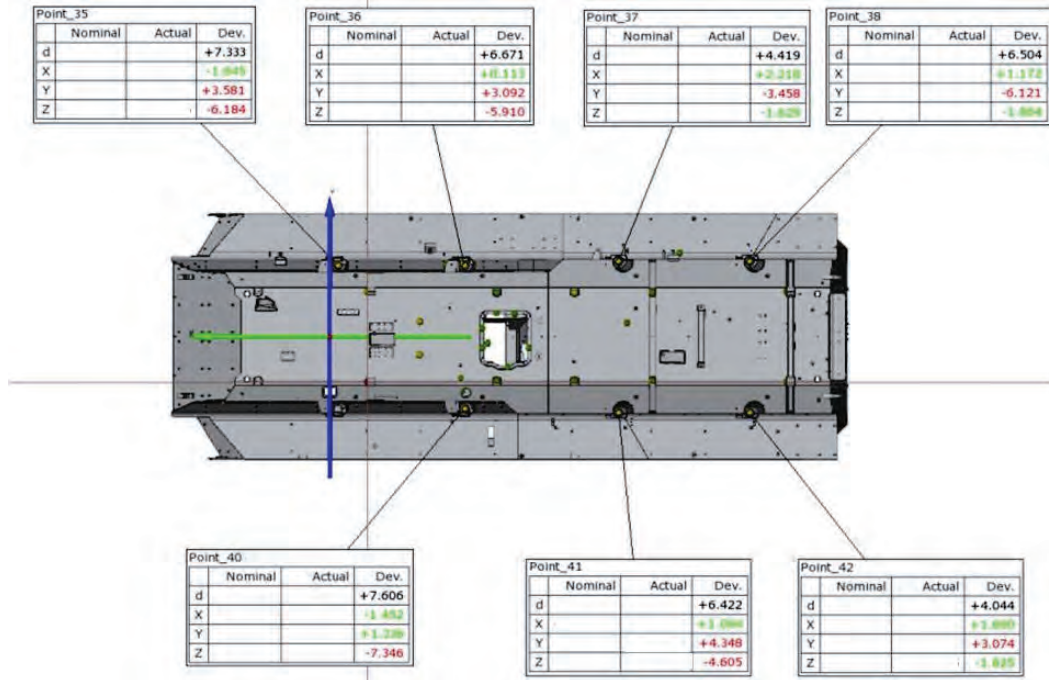 Point_35
Nominal Actual Dev.
d +7.333
X -1.645
Y +3.581
Z -6.184
Point_36
Nominal Actual Dev.
d +6.671
X +0.113
Y +3.092
Z -5.910
Point_37
Nominal Actual Dev.
d +4.419
X +2.218
Y -3.458
Z -1.629
Point_38
Nominal Actual Dev.
d +6.504
X +1.172
Y -6.121
Z
Point_40
Nominal Actual Dev.
d +7.606
X -1.452
Y
Z -7.346
Point_41
Nominal Actual Dev.
d +6.422
X
Y +4.348
Z -4.605
Point_42
Nominal Actual Dev.
d +4.044
X
Y +3.074
Z -1.825